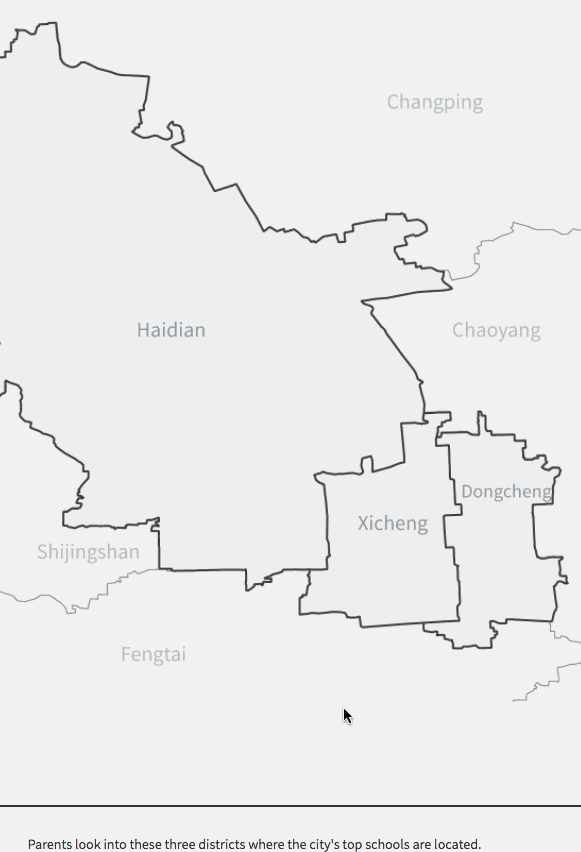 Changping
Haidian
Chaoyang
Dongcheng
Xicheng
Shijingshan
Fengtai
Parents look into these three districts where the city's top schools are located.